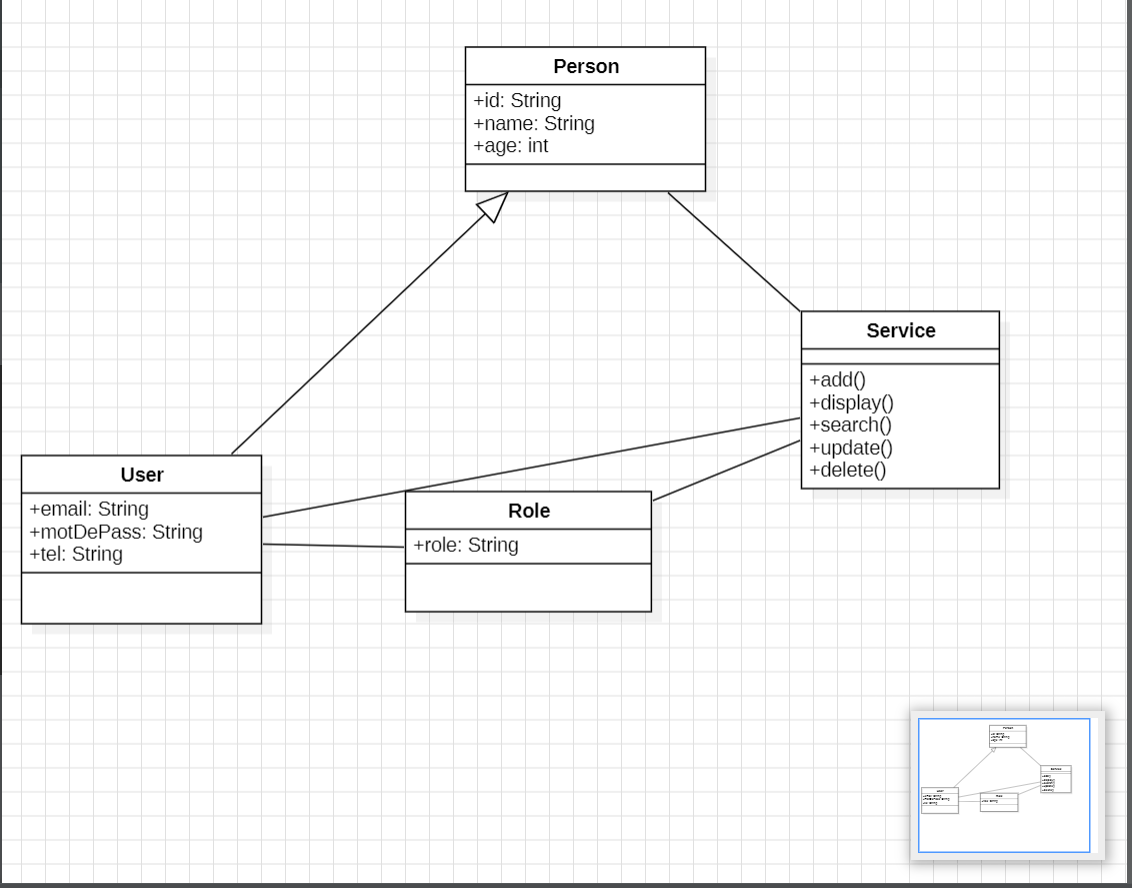 Person
+id: String
+name: String
+age: int
Service
+add()
+display()
+search()
+update()
+delete()
User
+email: String
+motDePass: String
+tel: String
Role
+role: String